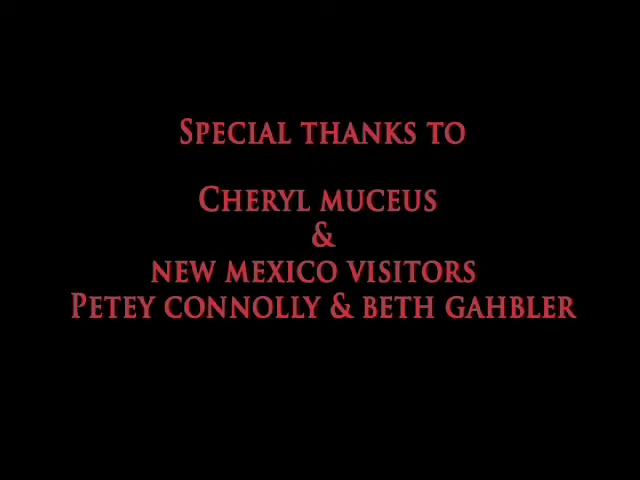 Special thanks to
Cheryl muceus
&
new mexico visitors
Petey connolly & beth gahbler